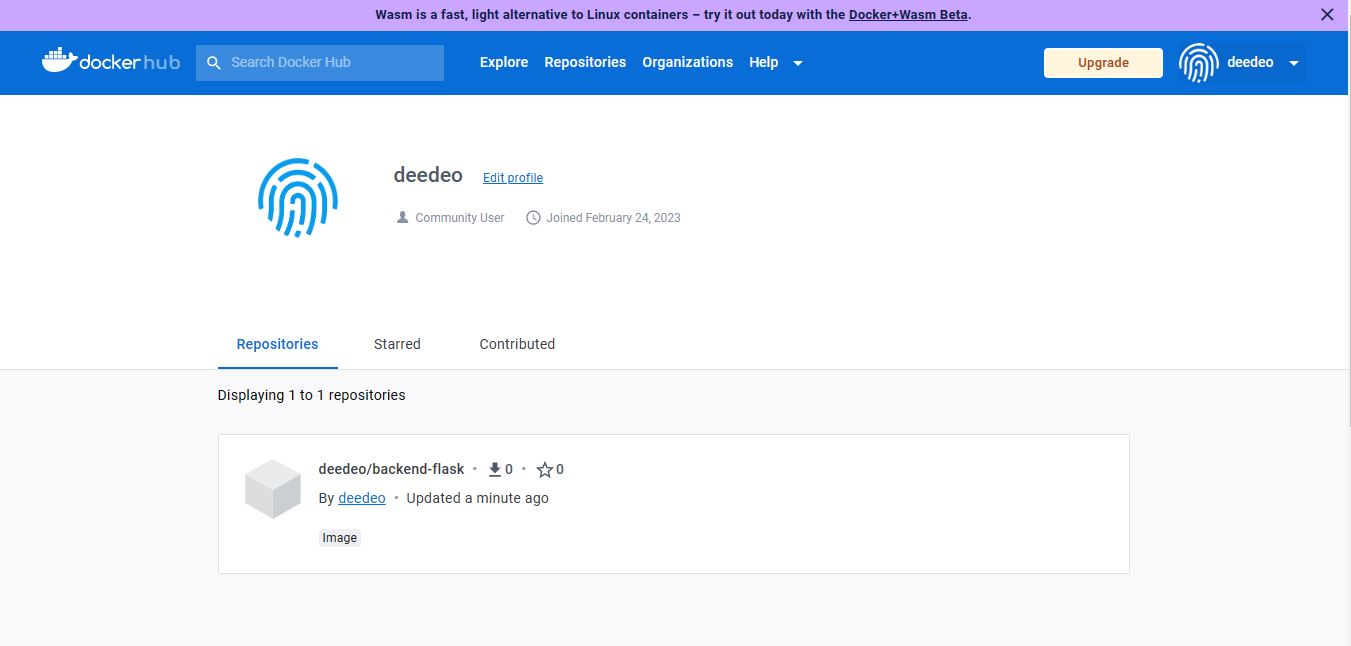 Wasm is a fast, light alternative to Linux containers – try it out today with the Docker+Wasm Beta.
dockerhub Search Docker Hub Explore Repositories Organizations Help Upgrade deedeo
deedeo Edit profile
Community User Joined February 24, 2023
Repositories Starred Contributed
Displaying 1 to 1 repositories
deedeo/backend-flask • 0 • 0
By deedeo • Updated a minute ago
Image